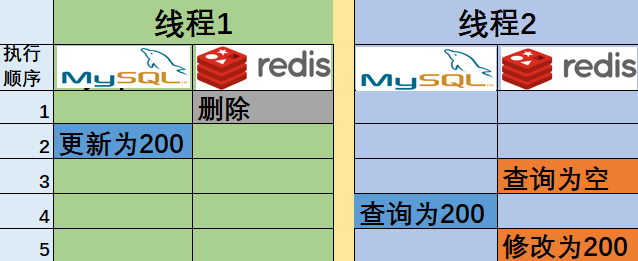 线程1 线程2
执行
顺序
MySQL redis MySQL redis
1 删除
2 更新为200
3 查询为空
4 查询为200
5 修改为200